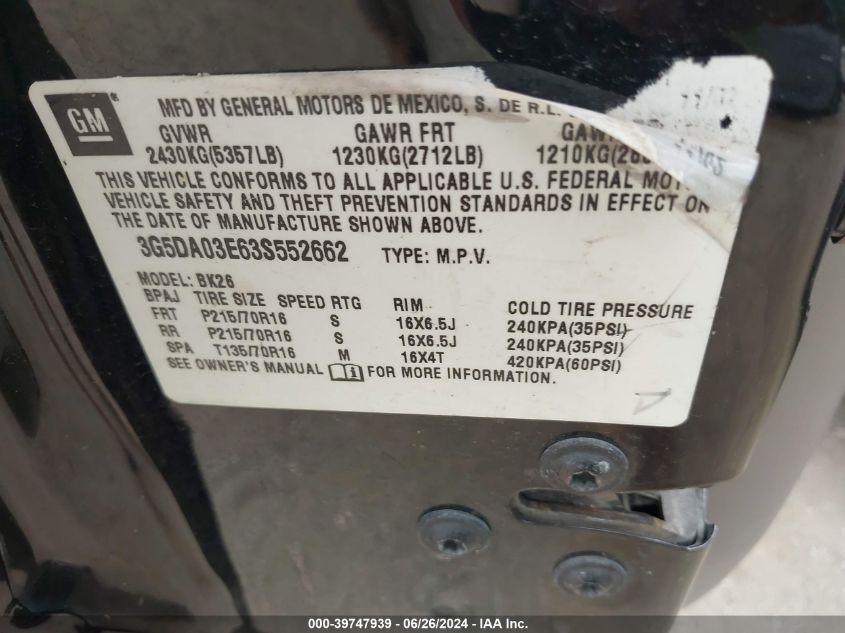 GM
MFD BY GENERAL MOTORS DE MEXICO, S. DE R.L.
GVWR GAWR FRT
2430KG(5357LB) 1230KG(2712LB) 1210KG
THIS VEHICLE CONFORMS TO ALL APPLICABLE U.S. FEDERAL
VEHICLE SAFETY AND THEFT PREVENTION STANDARDS IN EFFECT ON
THE DATE OF MANUFACTURE SHOWN ABOVE.
3G5DA03E63S552662 TYPE: M.P.V.
MODEL: BK26
BPAJ TIRE SIZE SPEED RTG RIM COLD TIRE PRESSURE
FRT P215/70R16 S 16X6.5J 240KPA(35PSI)
RR P215/70R16 S 16X6.5J 240KPA(35PSI)
SPA T135/70R16 M 16X4T 420KPA(60PSI)
SEE OWNER'S MANUAL FOR MORE INFORMATION.
000-39747939 - 06/26/2024 - IAA Inc.